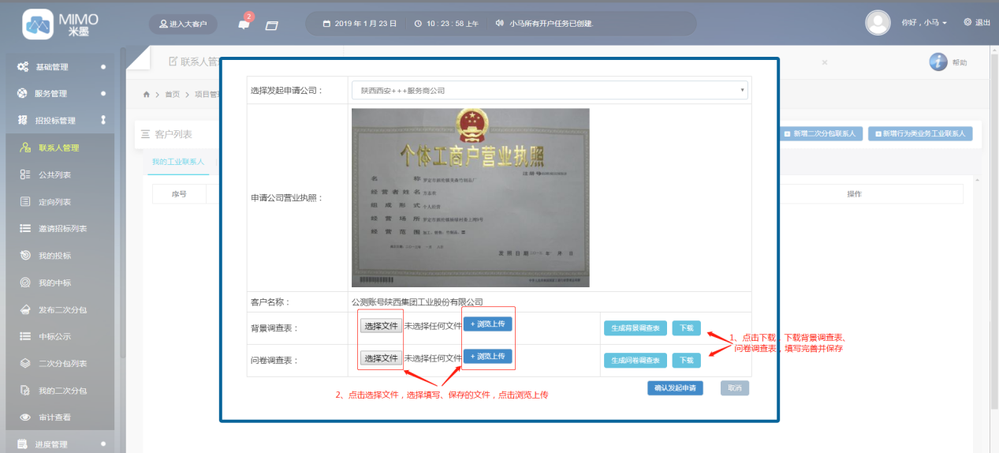 MIMO
米墨
进入大客户
2
2019 年 1 月 23 日
10 : 23 : 58 上午
小马所有开户任务已创建.
你好，小马
退出
基础管理
服务管理
招投标管理
联系人管理
公共列表
定向列表
邀请招标列表
我的投标
我的中标
发布二次分包
中标公示
二次分包列表
我的二次分包
审计查看
进度管理
联系人管
帮助
首页
项目管
客户列表
新增二次分包联系人
新增行为类业务工业联系人
我的工业联系人
序号
操作
选择发起申请公司：
陕西西安+++服务商公司
申请公司营业执照：
个体工商户营业执照
注册号
名 称
经营者姓名
组成形式 个人经营
经营场所
经营范围
发照日期
客户名称：
公测账号陕西集团工业股份有限公司
背景调查表：
选择文件 未选择任何文件
+ 浏览上传
生成背景调查表
下载
问卷调查表：
选择文件 未选择任何文件
+ 浏览上传
生成问卷调查表
下载
1、点击下载，下载背景调查表、
问卷调查表，填写完善并保存
2、点击选择文件，选择填写、保存的文件，点击浏览上传
确认发起申请
取消